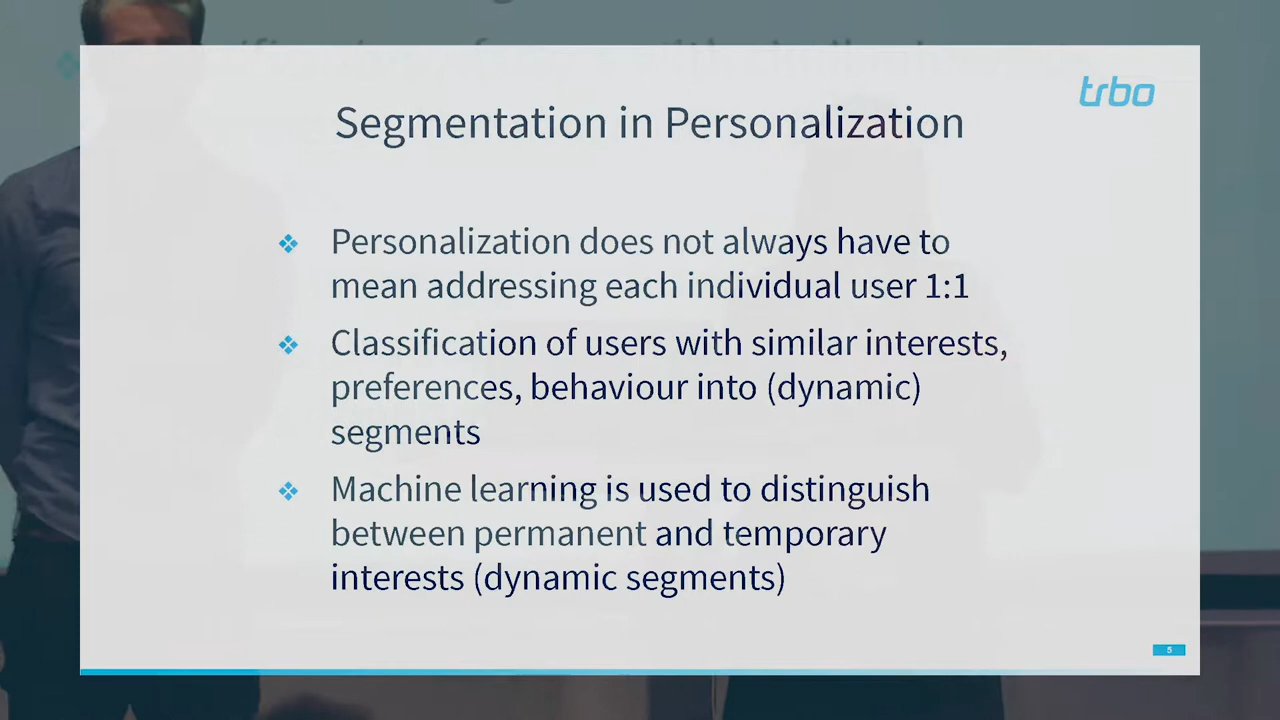 trbo
Segmentation in Personalization
Personalization does not always have to
mean addressing each individual user 1:1
Classification of users with similar interests,
preferences, behaviour into (dynamic)
segments
Machine learning is used to distinguish
between permanent and temporary
interests (dynamic segments)
5